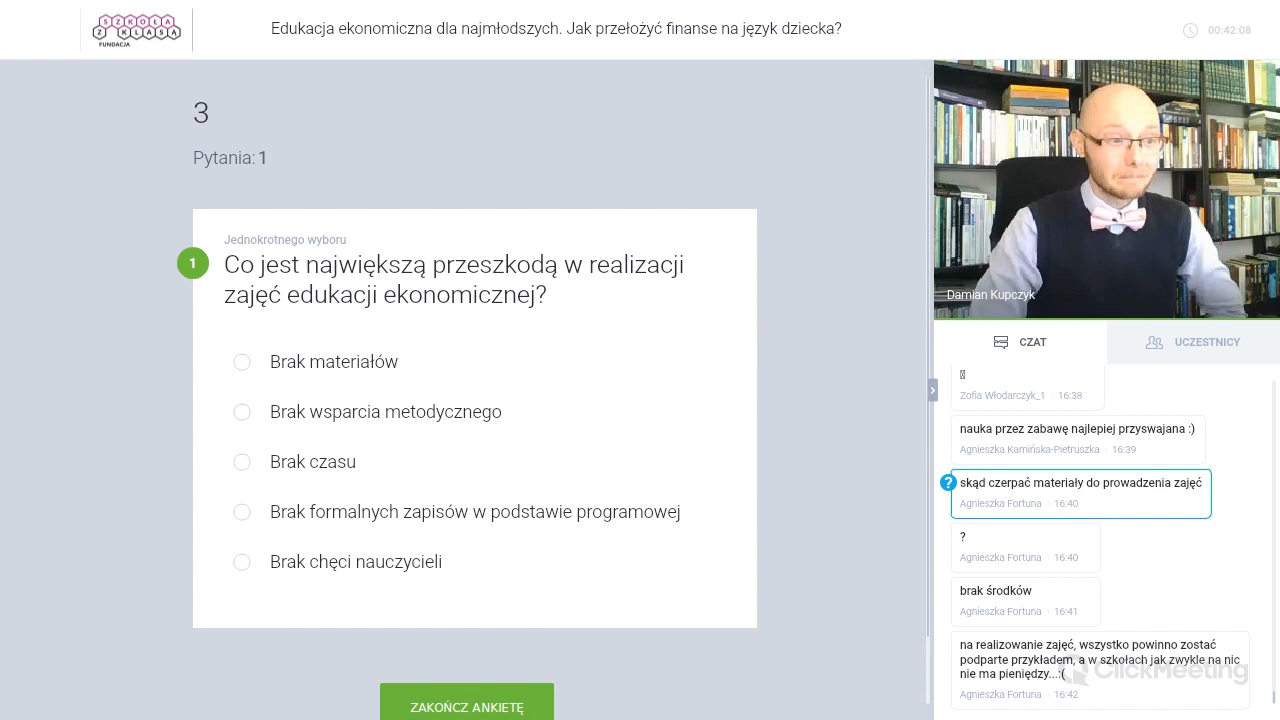 SZKOŁA
Z KLASĄ
FUNDACJA
Edukacja ekonomiczna dla najmłodszych. Jak przełożyć finanse na język dziecka?
00:42:08
3
Pytania: 1
Jednokrotnego wyboru
1
Co jest największą przeszkodą w realizacji
zajęć edukacji ekonomicznej?
Brak materiałów
Brak wsparcia metodycznego
Brak czasu
Brak formalnych zapisów w podstawie programowej
Brak chęci nauczycieli
ZAKOŃCZ ANKIETĘ
Damian Kupczyk
CZAT
UCZESTNICY
Zofia Włodarczyk_1 16:38
nauka przez zabawę najlepiej przyswajana :)
Agnieszka Kamińska-Pietruszka 16:39
?
skąd czerpać materiały do prowadzenia zajęć
Agnieszka Fortuna 16:40
?
Agnieszka Fortuna 16:40
brak środków
Agnieszka Fortuna 16:41
na realizowanie zajęć, wszystko powinno zostać
podparte przykładem, a w szkołach jak zwykle na nic
nie ma pieniędzy...:(
Agnieszka Fortuna 16:42
ClickMeeting